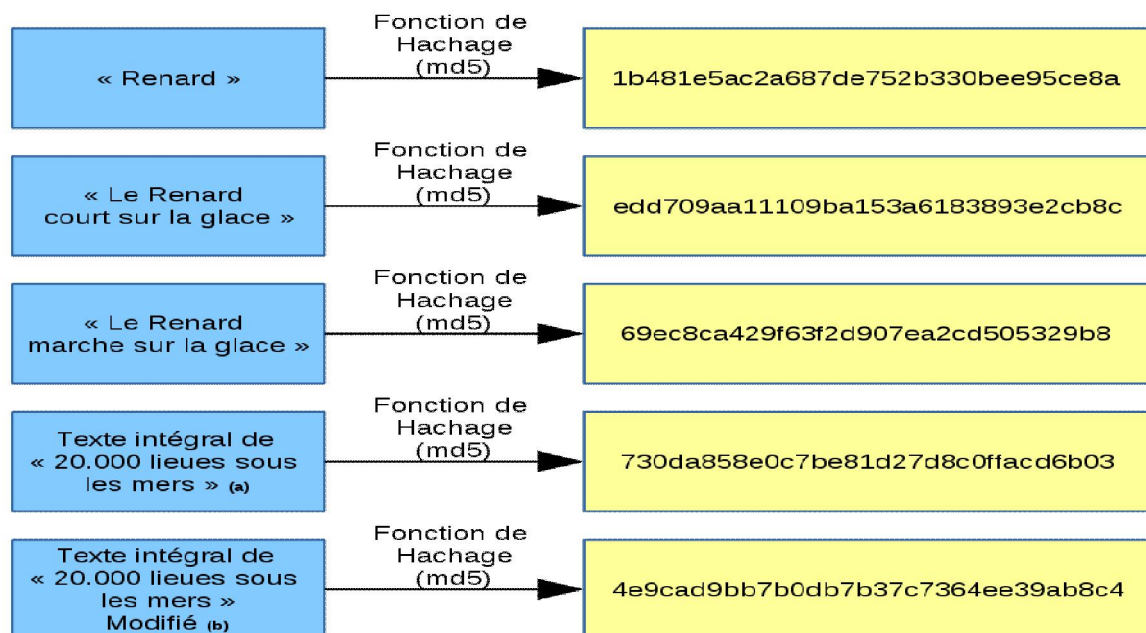 « Renard »
Fonction de
Hachage
(md5)
1b481e5ac2a687de752b330bee95ce8a
« Le Renard
court sur la glace »
Fonction de
Hachage
(md5)
edd709aa11109ba153a6183893e2cb8c
« Le Renard
marche sur la glace »
Fonction de
Hachage
(md5)
69ec8ca429f63f2d907ea2cd505329b8
Texte intégral de
« 20.000 lieues sous
les mers » (a)
Fonction de
Hachage
(md5)
730da858e0c7be81d27d8c0ffacd6b03
Texte intégral de
« 20.000 lieues sous
les mers »
Modifié (b)
Fonction de
Hachage
(md5)
4e9cad9bb7b0db7b37c7364ee39ab8c4